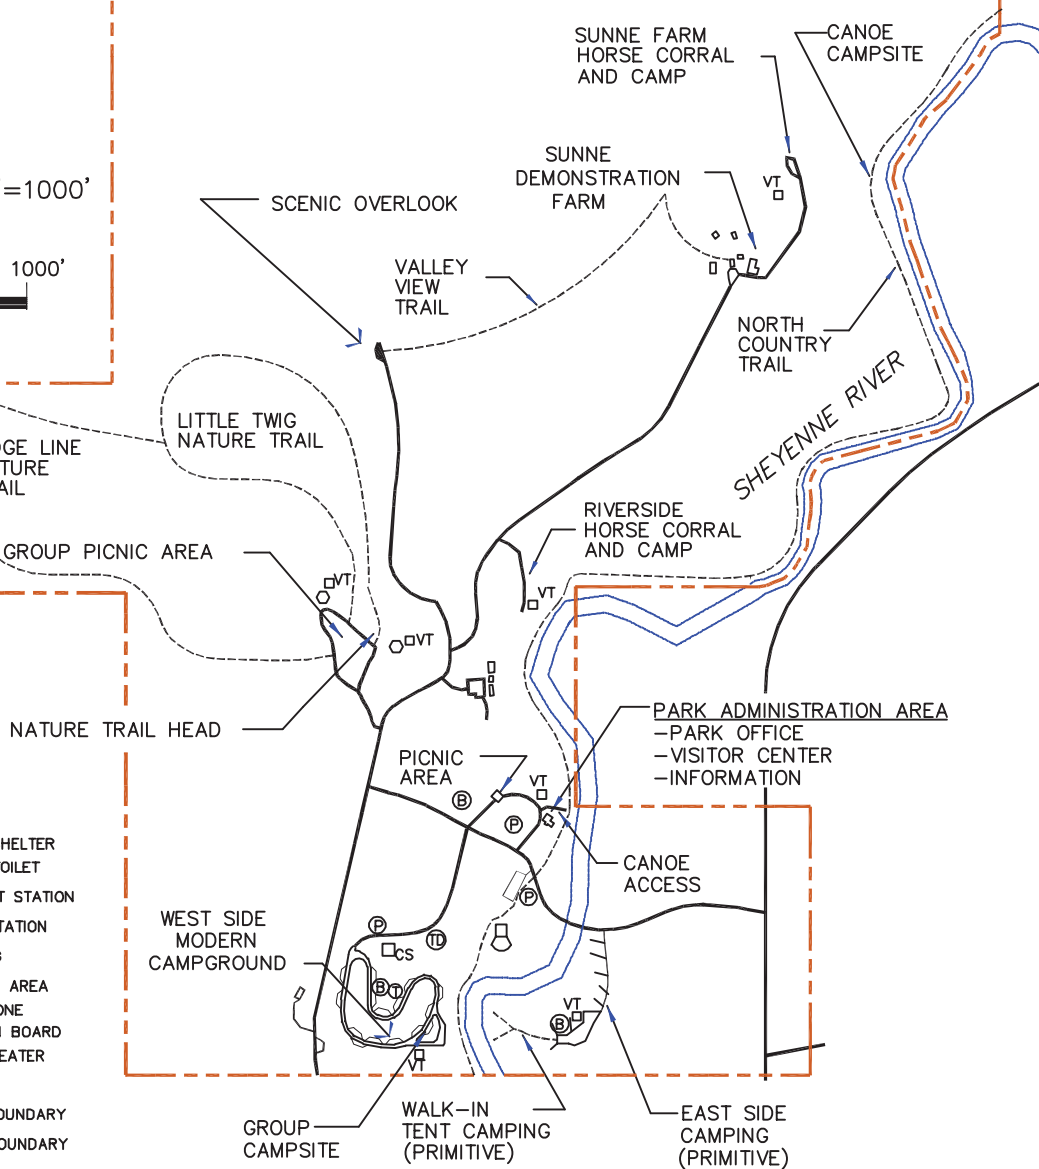 SUNNE FARM
HORSE CORRAL
AND CAMP
CANOE
CAMPSITE
=1000'
SUNNE
DEMONSTRATION
FARM
VT
SCENIC OVERLOOK
1000'
VALLEY
VIEW
TRAIL
NORTH
COUNTRY
TRAIL
SHEYENNE RIVER
LITTLE TWIG
NATURE TRAIL
DGE LINE
TURE
AIL
RIVERSIDE
HORSE CORRAL
AND CAMP
GROUP PICNIC AREA
VT
VT
VT
NATURE TRAIL HEAD
PARK ADMINISTRATION AREA
-PARK OFFICE
-VISITOR CENTER
-INFORMATION
PICNIC
AREA
VT
B
P
HELTER
OILET
T STATION
TATION
G
AREA
ONE
N BOARD
EATER
OUNDARY
OUNDARY
CANOE
ACCESS
P
WEST SIDE
MODERN
CAMPGROUND
P
TD
CS
B
T
VT
B
VT
GROUP
CAMPSITE
WALK-IN
TENT CAMPING
(PRIMITIVE)
EAST SIDE
CAMPING
(PRIMITIVE)